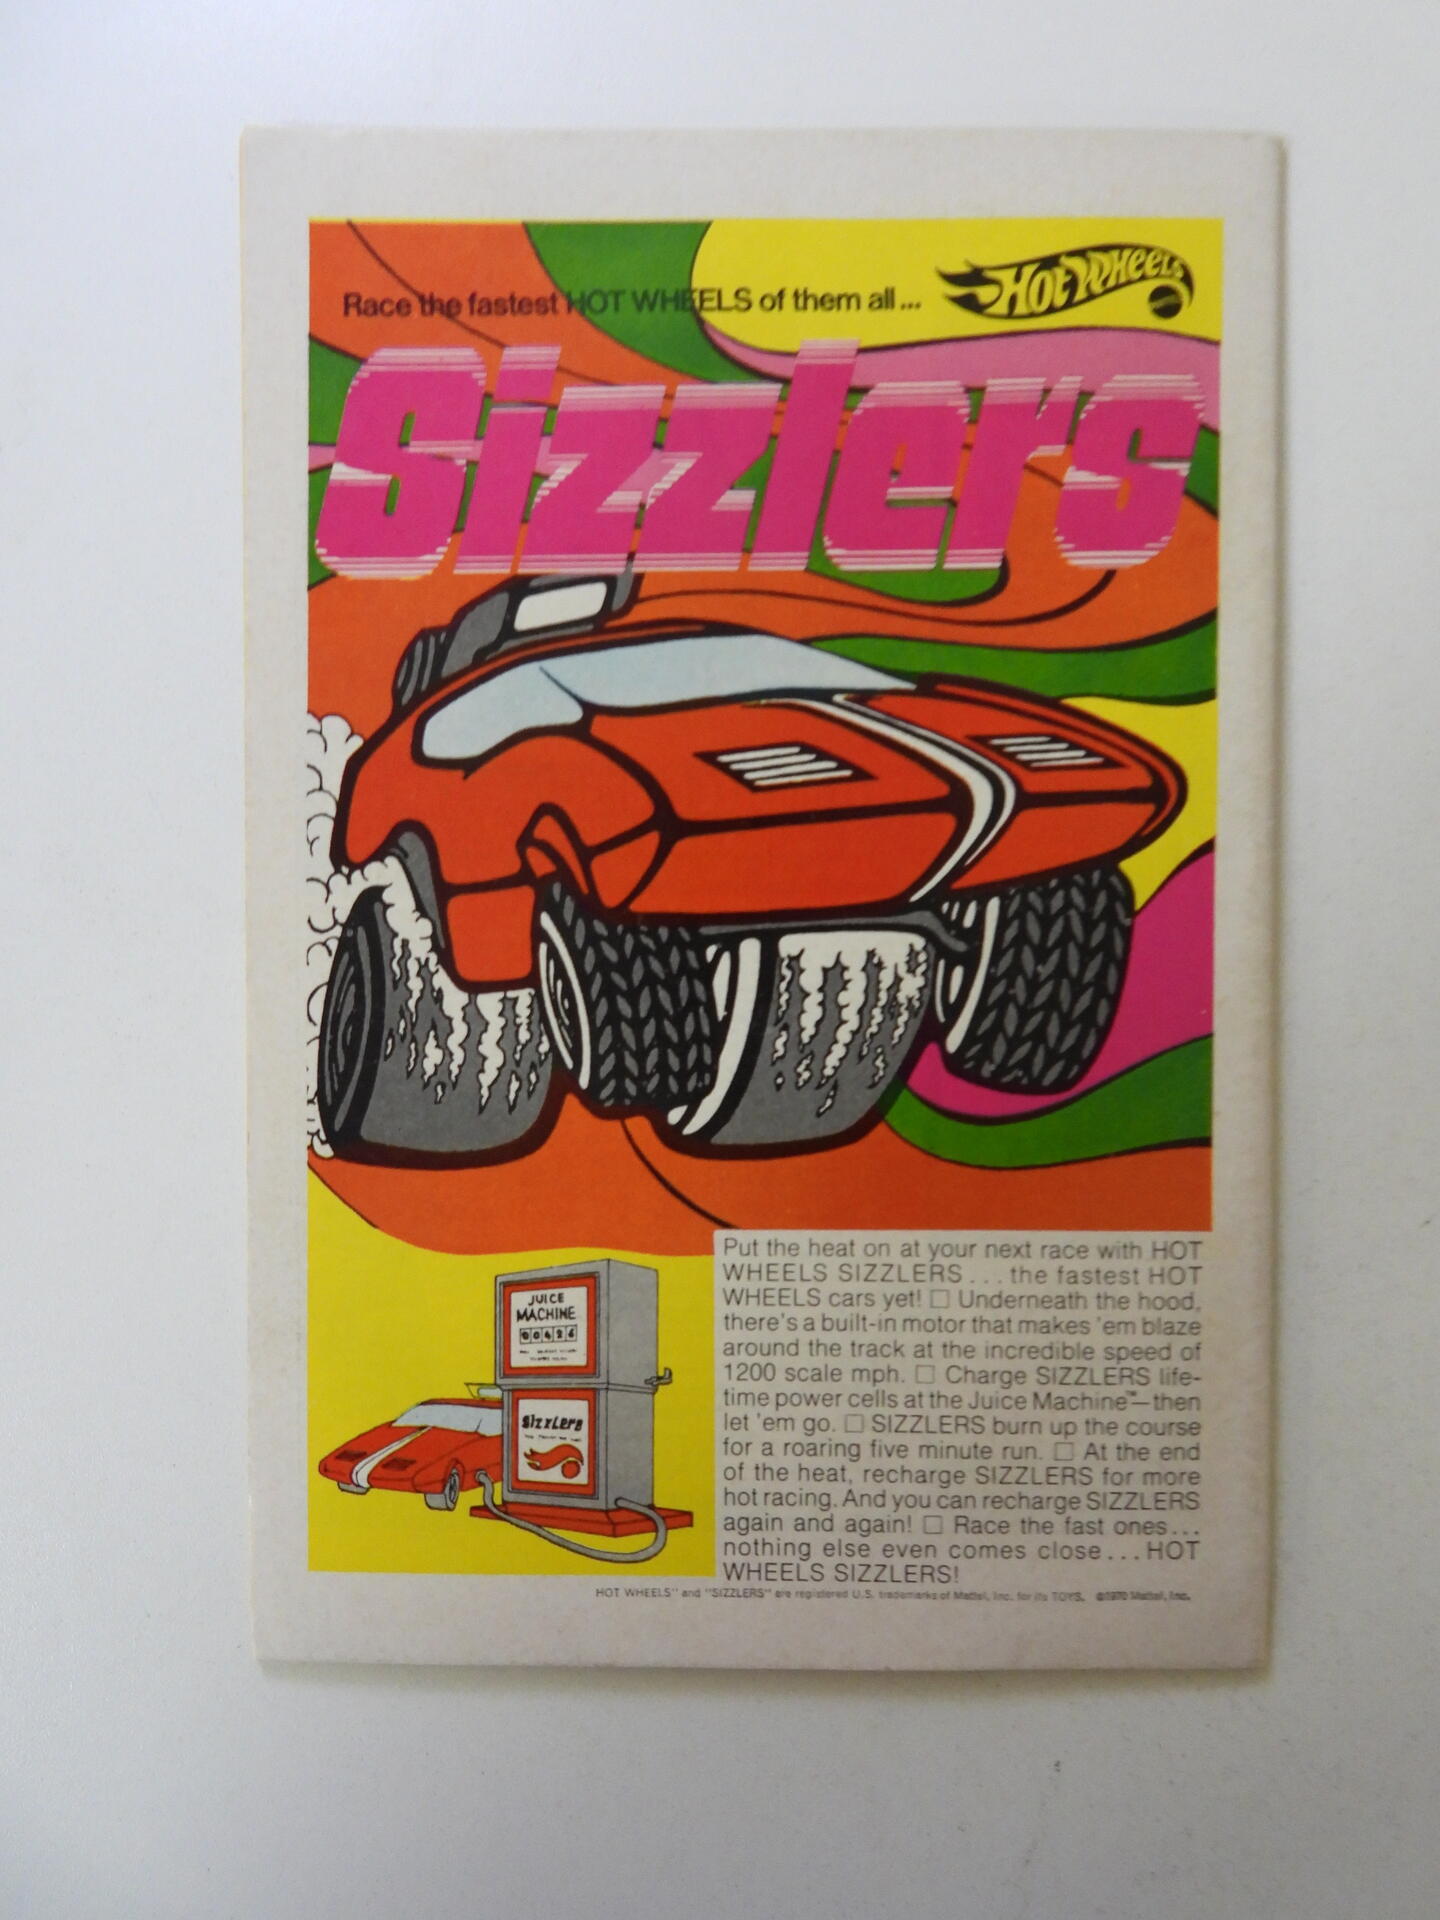 Race the fastest HOT WHEELS of them all...
HOT WHEELS
Sizzlers
JUICE
MACHINE
00426
Sizzlers
Put the heat on at your next race with HOT
WHEELS SIZZLERS...the fastest HOT
WHEELS cars yet! □ Underneath the hood,
there's a built-in motor that makes 'em blaze
around the track at the incredible speed of
1200 scale mph. □ Charge SIZZLERS life-
time power cells at the Juice Machine™—then
let 'em go. □ SIZZLERS burn up the course
for a roaring five minute run. □ At the end
of the heat, recharge SIZZLERS for more
hot racing. And you can recharge SIZZLERS
again and again! □ Race the fast ones...
nothing else even comes close...HOT
WHEELS SIZZLERS!
HOT WHEELS" and "SIZZLERS" are registered U.S. trademarks of Mattel, Inc. for its TOYS. ©1970 Mattel, Inc.